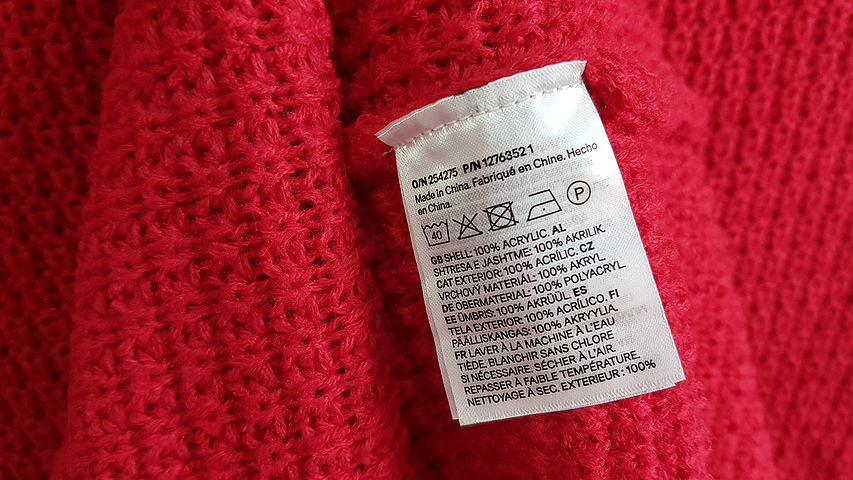 O/N 254275 P/N 1276352 1
Made in China. Fabriqué en Chine. Hecho
en China.
40 P
GB SHELL: 100% ACRYLIC. AL
SHTRESA E JASHTME: 100% AKRILIK.
CAT EXTERIOR: 100% ACRÍLIC. CZ
VRCHOVÝ MATERIÁL: 100% AKRYL
DE OBERMATERIAL: 100% POLYACRYL
EE ÜMBRIS: 100% AKRÜÜL. ES
TELA EXTERIOR: 100% ACRÍLICO. FI
PÄÄLLISKANGAS: 100% AKRYYLIA.
FR LAVER À LA MACHINE À L'EAU
TIÈDE. BLANCHIR SANS CHLORE
SI NÉCESSAIRE. SÉCHER À L'AIR.
REPASSER À FAIBLE TEMPÉRATURE.
NETTOYAGE À SEC. EXTERIEUR: 100%